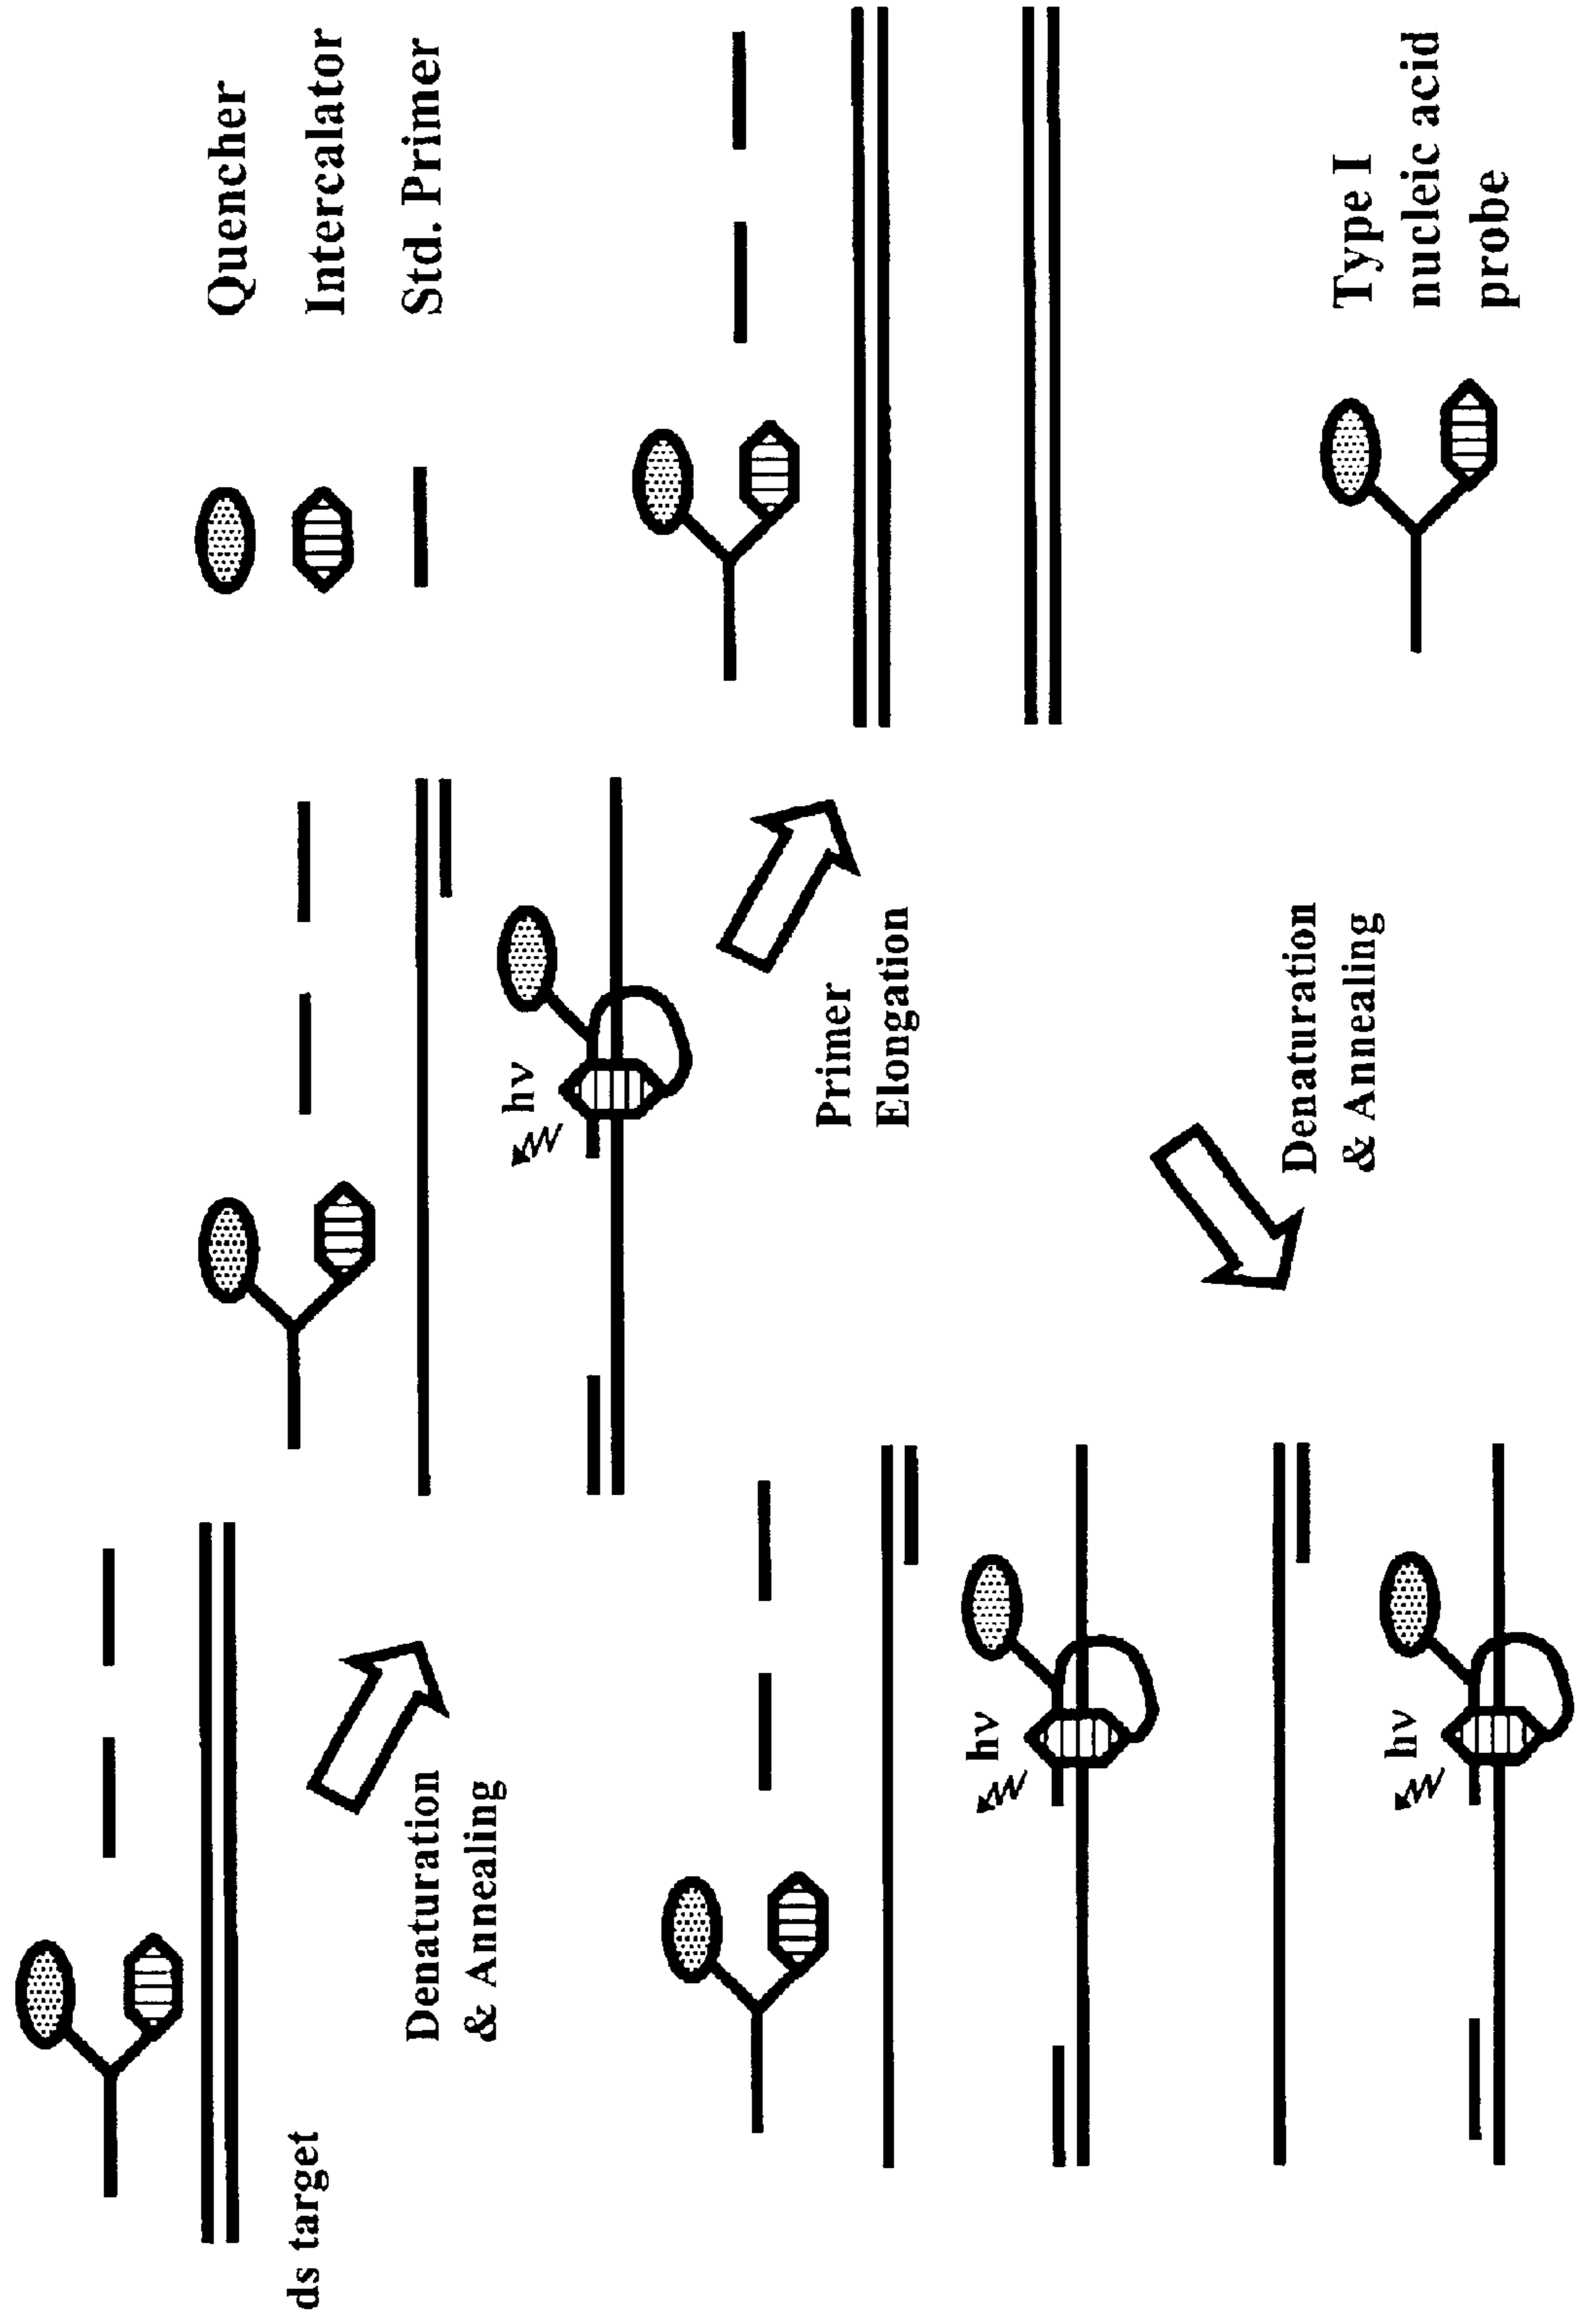 Quencher
Intercalator
Std. Primer
ds target
Denaturation
& Annealing
hν
Primer
Elongation
Denaturation
& Annealing
hν
hν
Type I
nucleic acid
probe